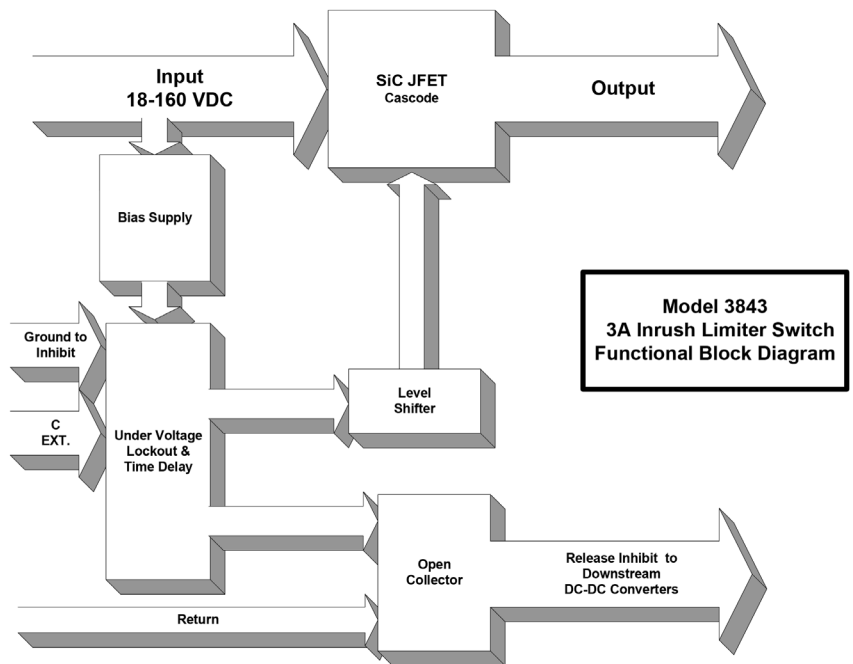 Input
18-160 VDC
SiC JFET
Cascode
Output
Bias Supply
Model 3843
3A Inrush Limiter Switch
Functional Block Diagram
Ground to
Inhibit
C
EXT.
Under Voltage
Lockout &
Time Delay
Level
Shifter
Open
Collector
Release Inhibit to
Downstream
DC-DC Converters
Return